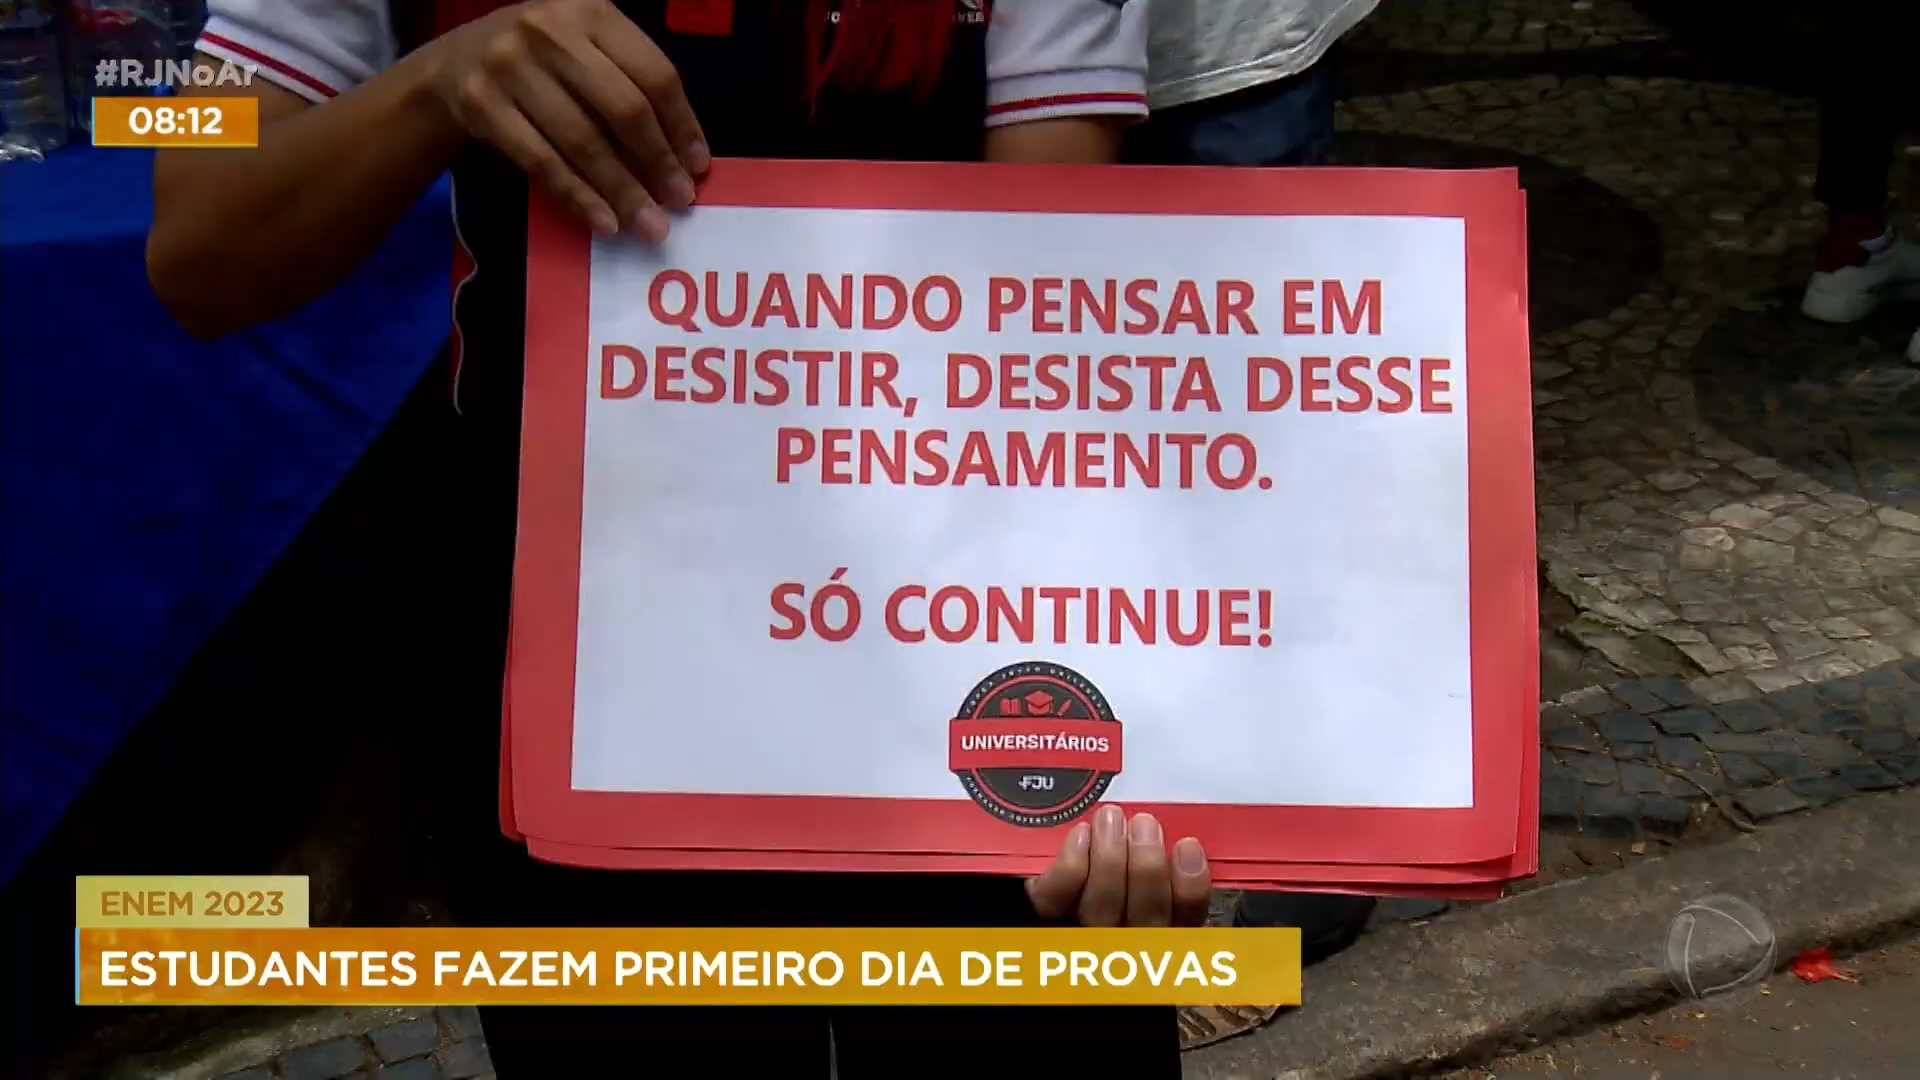 #RJNoAr
08:12
QUANDO PENSAR EM
DESISTIR, DESISTA DESSE
PENSAMENTO.
SÓ CONTINUE!
UNIVERSITÁRIOS
FJU
ENEM 2023
ESTUDANTES FAZEM PRIMEIRO DIA DE PROVAS